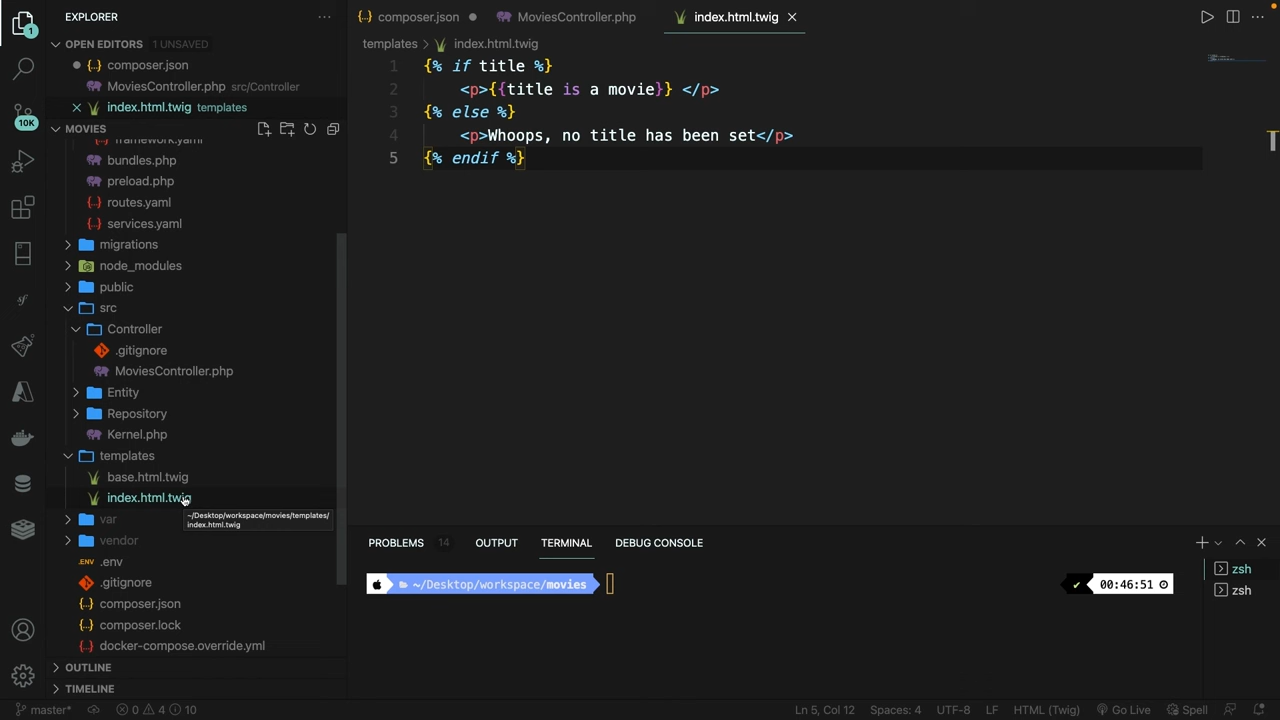 EXPLORER
OPEN EDITORS 1 UNSAVED
composer.json
MoviesController.php src/Controller
index.html.twig templates
MOVIES
framework.yaml
bundles.php
preload.php
routes.yaml
services.yaml
migrations
node_modules
public
src
Controller
.gitignore
MoviesController.php
Entity
Repository
Kernel.php
templates
base.html.twig
index.html.twig
~/Desktop/workspace/movies/templates/
index.html.twig
var
vendor
.ENV .env
.gitignore
composer.json
composer.lock
docker-compose.override.yml
OUTLINE
TIMELINE
1
10K
sf
composer.json
MoviesController.php
index.html.twig
templates > index.html.twig
1 {% if title %}
2 <p>{{title is a movie}} </p>
3 {% else %}
4 <p>Whoops, no title has been set</p>
5 {% endif %}
PROBLEMS 14 OUTPUT TERMINAL DEBUG CONSOLE
~/Desktop/workspace/movies
00:46:51
zsh
zsh
master* 0 4 10 Ln 5, Col 12 Spaces: 4 UTF-8 LF HTML (Twig) Go Live Spell